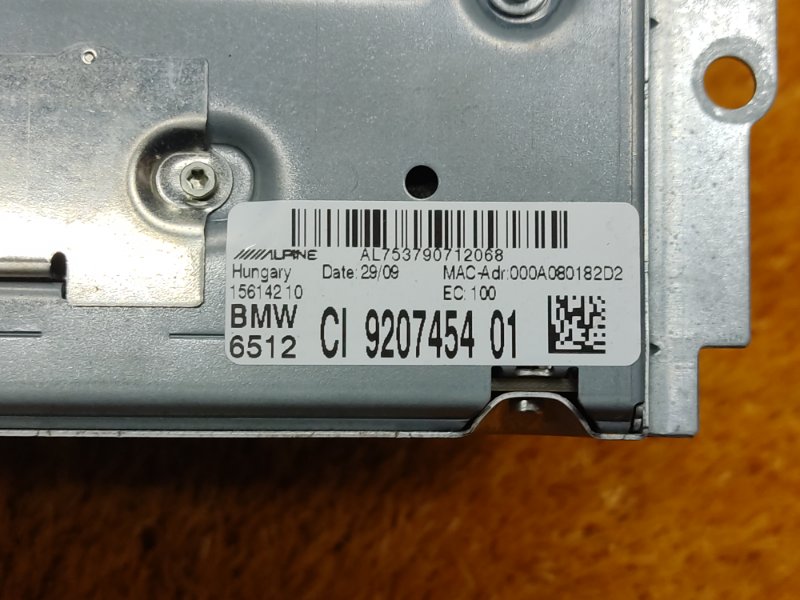 ALPINE AL753790712068
Hungary Date: 29/09 MAC-Adr:000A080182D2
15614210 EC: 100
BMW
6512 CI 9207454 01